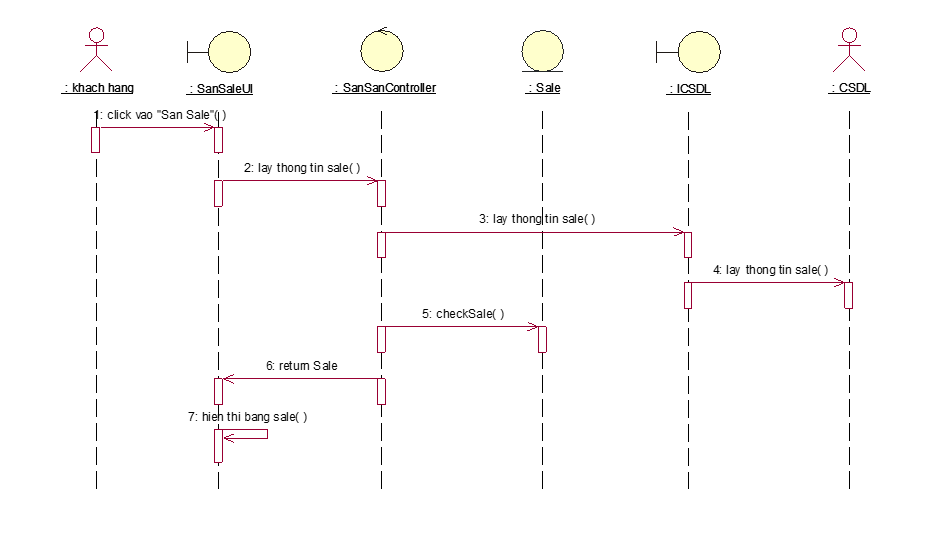 : khach hang
: SanSaleUI
: SanSanController
: Sale
: ICSDL
: CSDL
1: click vao "San Sale"( )
2: lay thong tin sale( )
3: lay thong tin sale( )
4: lay thong tin sale( )
5: checkSale( )
6: return Sale
7: hien thi bang sale( )